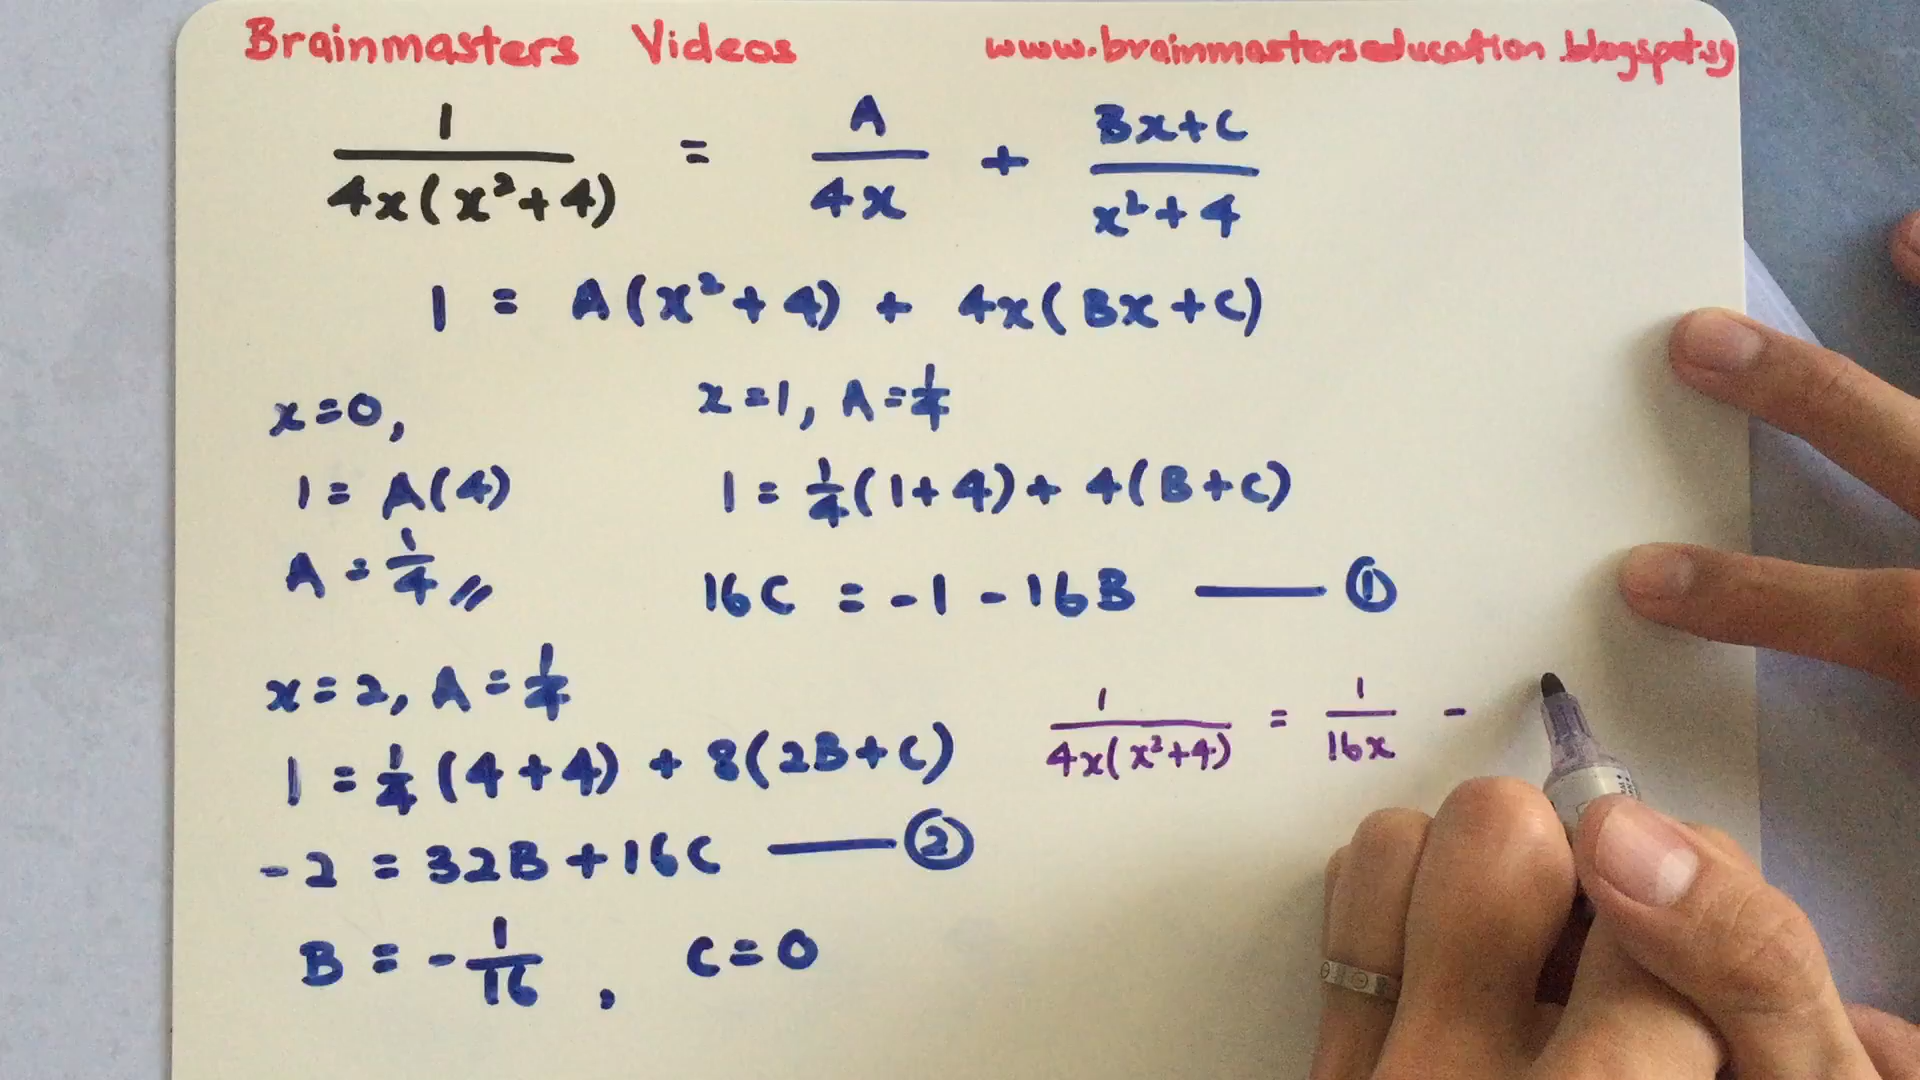 Brainmasters Videos www.brainmasterseducation.blogspot.sg
1/(4x(x²+4)) = A/(4x) + (Bx+C)/(x²+4)
1 = A(x²+4) + 4x(Bx+C)
x=0,
1 = A(4)
A = 1/4 //
x=1, A=1/4
1 = 1/4(1+4) + 4(B+C)
16C = -1 - 16B —— ①
x=2, A=1/4
1 = 1/4(4+4) + 8(2B+C)
-2 = 32B + 16C —— ②
B = -1/16, C=0
1/(4x(x²+4)) = 1/(16x) -